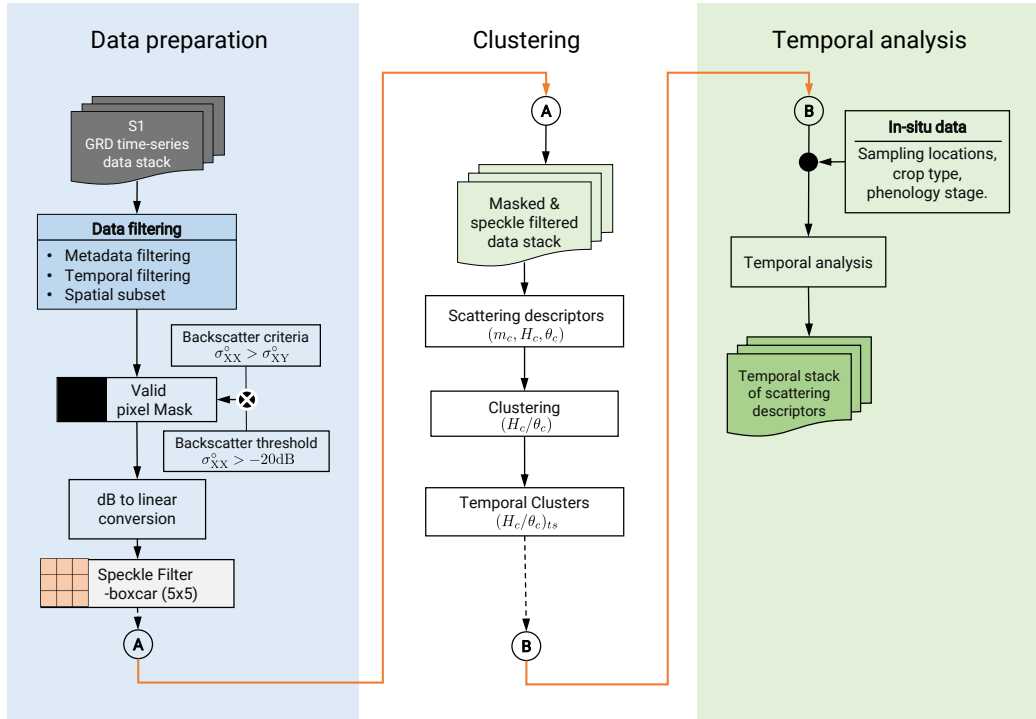 Data preparation
S1
GRD time-series
data stack
Data filtering
• Metadata filtering
• Temporal filtering
• Spatial subset
Backscatter criteria
σ°XX > σ°XY
Valid
pixel Mask
Backscatter threshold
σ°XX > −20dB
dB to linear
conversion
Speckle Filter
-boxcar (5x5)
A
Clustering
A
Masked &
speckle filtered
data stack
Scattering descriptors
(mc, Hc, θc)
Clustering
(Hc/θc)
Temporal Clusters
(Hc/θc)ts
B
Temporal analysis
B
In-situ data
Sampling locations,
crop type,
phenology stage.
Temporal analysis
Temporal stack
of scattering
descriptors